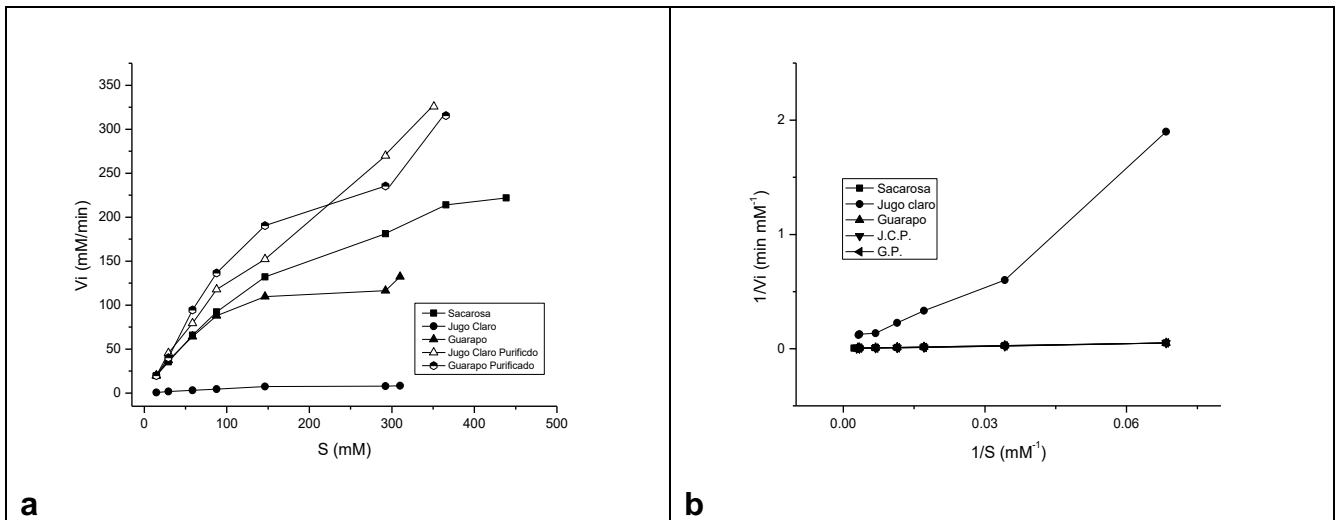 350
300
250
200
150
100
50
0
Vi (mM/min)
0
100
200
300
400
500
S (mM)
Sacarosa
Jugo Claro
Guarapo
Jugo Claro Purificdo
Guarapo Purificado
a
2
1
0
1/Vi (min mM-1)
0.00
0.03
0.06
1/S (mM-1)
Sacarosa
Jugo claro
Guarapo
J.C.P.
G.P.
b